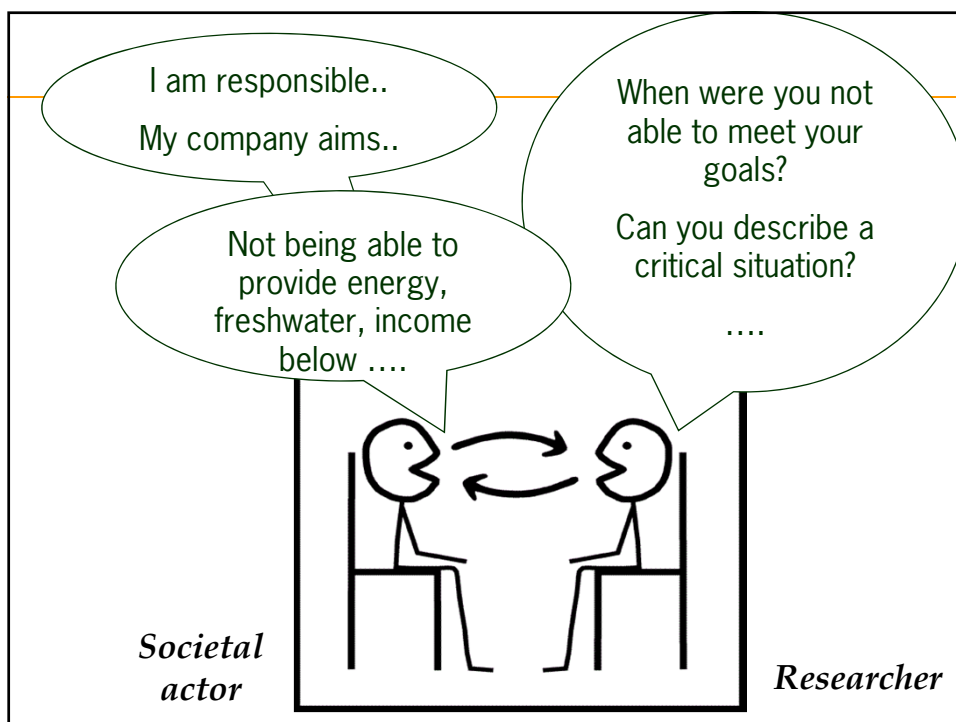 I am responsible..
My company aims..
When were you not
able to meet your
goals?
Can you describe a
critical situation?
….
Not being able to
provide energy,
freshwater, income
below ….
Societal
actor
Researcher